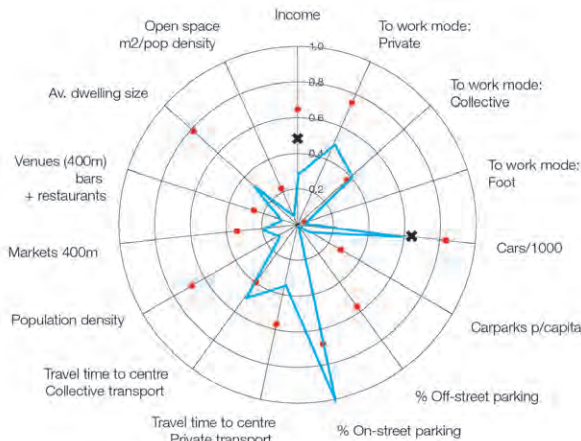 Income
Open space
m2/pop density
To work mode:
Private
Av. dwelling size
To work mode:
Collective
Venues (400m)
bars
+ restaurants
To work mode:
Foot
1,0
0,8
0,6
0,4
0,2
Markets 400m
Cars/1000
Population density
Carparks p/capita
Travel time to centre
Collective transport
% Off-street parking
Travel time to centre
Private transport
% On-street parking